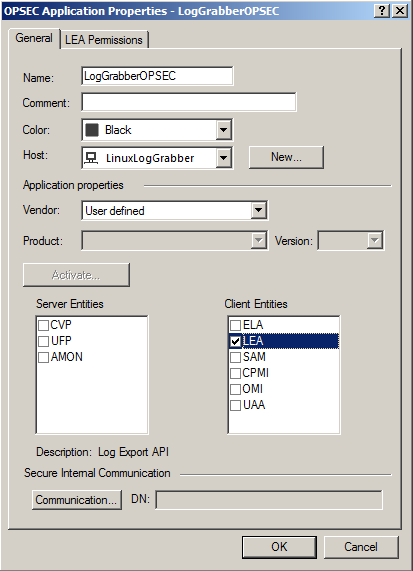 OPSEC Application Properties - LogGrabberOPSEC
General LEA Permissions
Name: LogGrabberOPSEC
Comment:
Color: Black
Host: LinuxLogGrabber New...
Application properties
Vendor: User defined
Product: Version:
Activate...
Server Entities Client Entities
CVP ELA
UFP LEA
AMON SAM
CPMI
OMI
UAA
Description: Log Export API
Secure Internal Communication
Communication... DN:
OK Cancel